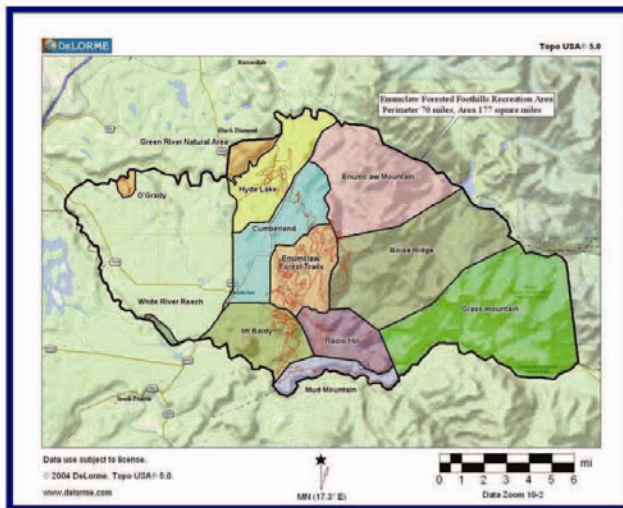 DELORME
Topo USA® 5.0
Enumclaw Forested Foothills Recreation Area
Perimeter 70 miles, Area 177 square miles
Black Diamond
Green River Natural Area
Enumclaw Mountain
Hyde Lake
O'Grady
Cumberland
Enumclaw
Forest Trails
Boise Ridge
White River Reach
Grass mountain
Mt Baldy
Radio Hill
Mud Mountain
South Prairie
Data use subject to license.
© 2004 DeLorme. Topo USA® 5.0.
www.delorme.com
MN (17.3° E)
mi
0 1 2 3 4 5 6
Data Zoom 10-2